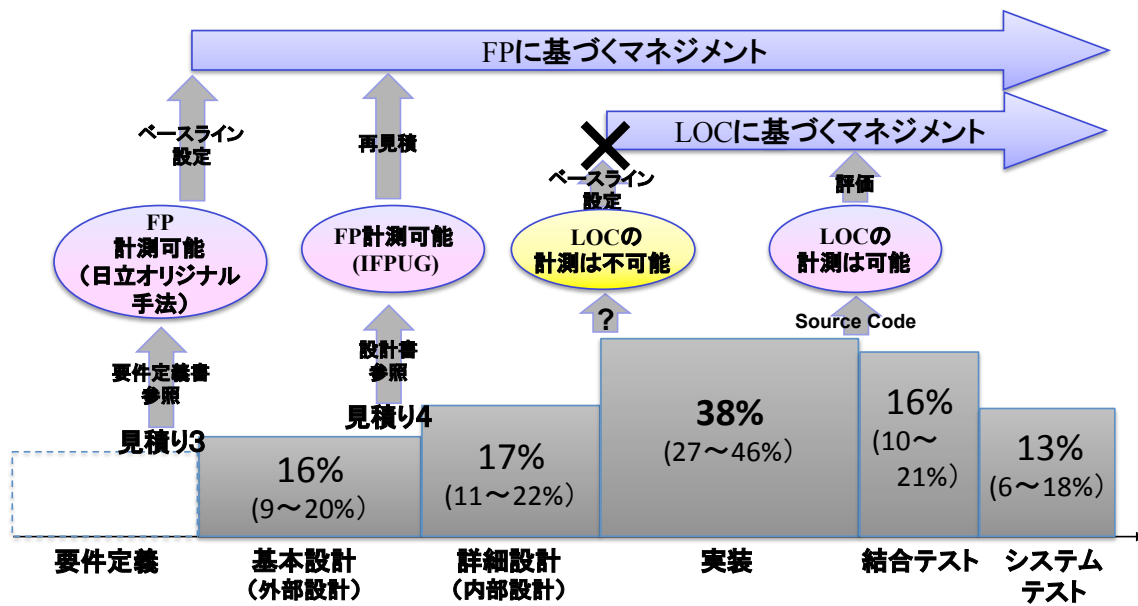 FPに基づくマネジメント
LOCに基づくマネジメント
ベースライン
設定
再見積
ベースライン
設定
評価
FP
計測可能
(日立オリジナル
手法)
FP計測可能
(IFPUG)
LOCの
計測は不可能
LOCの
計測は可能
?
Source Code
要件定義書
参照
設計書
参照
見積り3
見積り4
16%
(9～20%)
17%
(11～22%)
38%
(27～46%)
16%
(10～
21%)
13%
(6～18%)
要件定義
基本設計
(外部設計)
詳細設計
(内部設計)
実装
結合テスト
システム
テスト